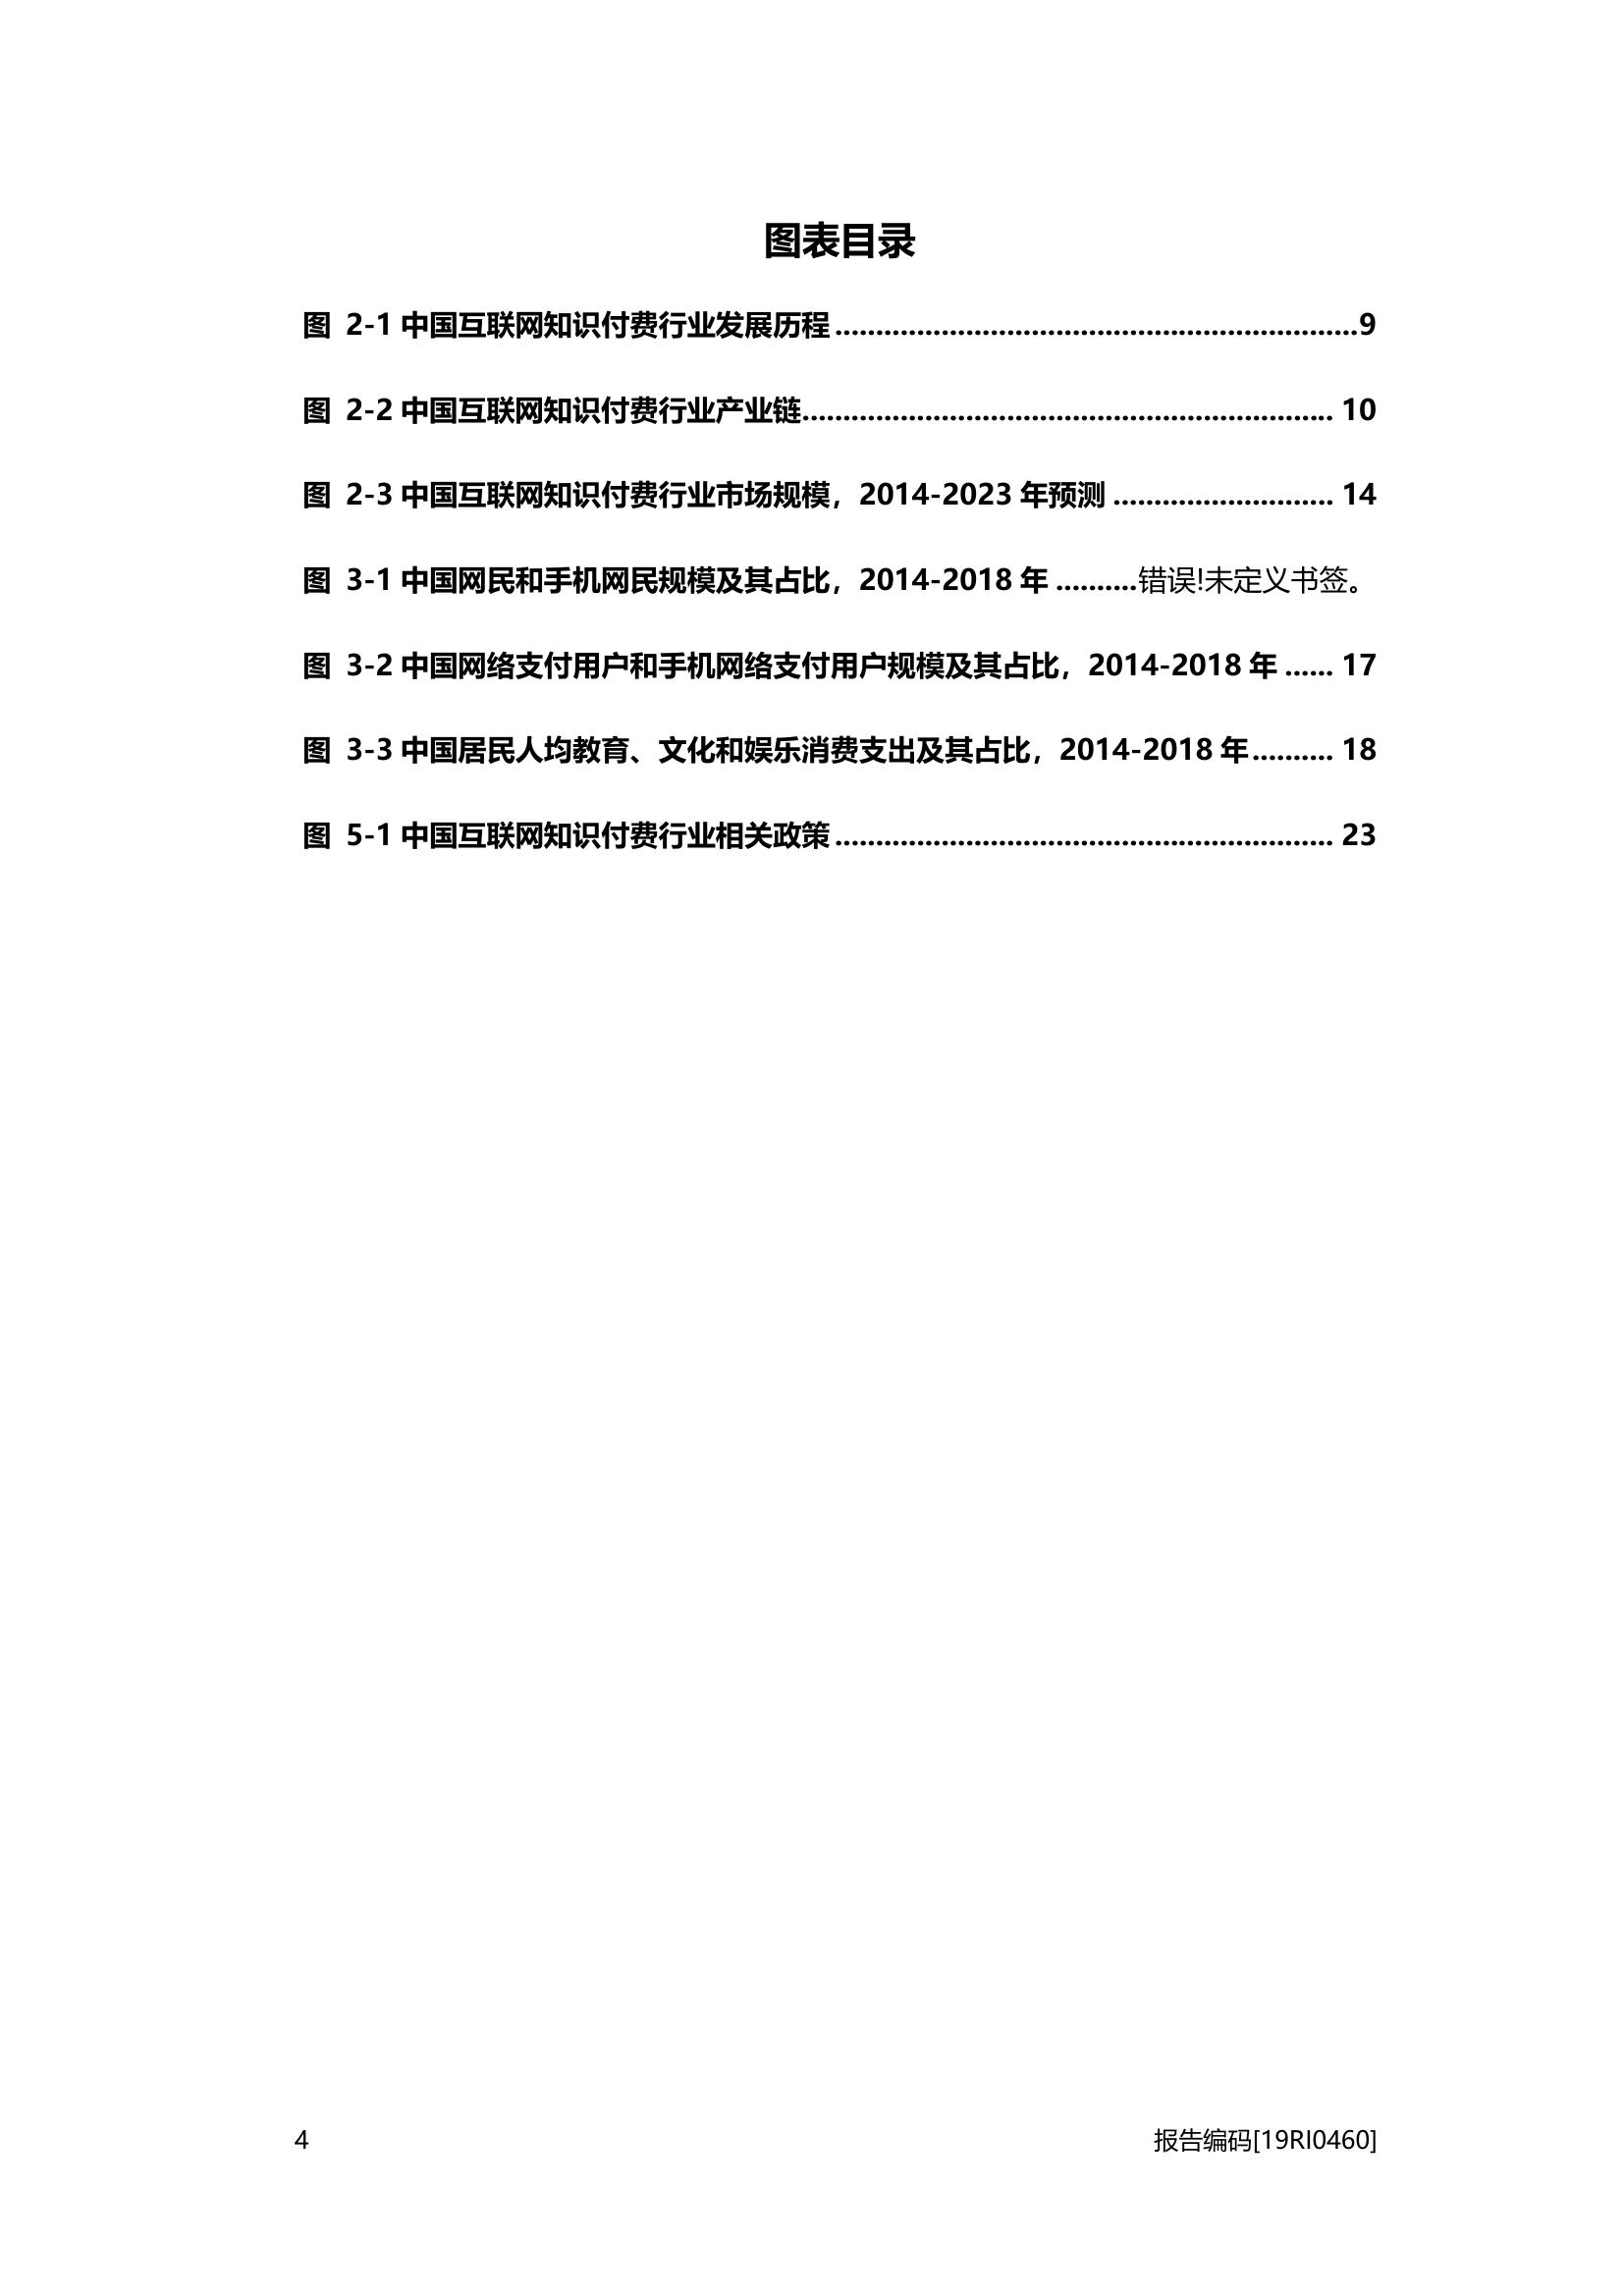 图表目录
图 2-1 中国互联网知识付费行业发展历程................................................................9
图 2-2 中国互联网知识付费行业产业链................................................................. 10
图 2-3 中国互联网知识付费行业市场规模，2014-2023 年预测........................... 14
图 3-1 中国网民和手机网民规模及其占比，2014-2018 年..........错误!未定义书签。
图 3-2 中国网络支付用户和手机网络支付用户规模及其占比，2014-2018 年...... 17
图 3-3 中国居民人均教育、文化和娱乐消费支出及其占比，2014-2018 年.......... 18
图 5-1 中国互联网知识付费行业相关政策............................................................. 23
4 报告编码[19RI0460]